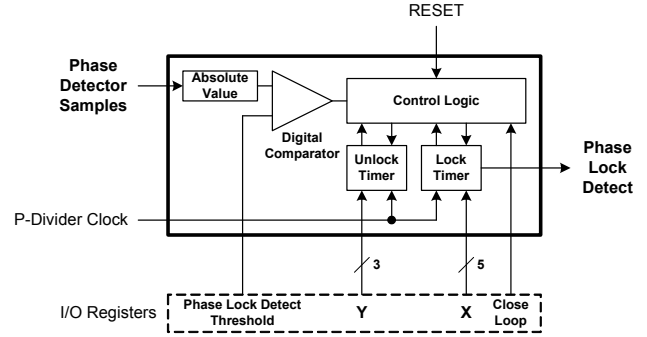 RESET
Phase
Detector
Samples
Absolute
Value
Digital
Comparator
Control Logic
Unlock
Timer
Lock
Timer
Phase
Lock
Detect
P-Divider Clock
3
5
I/O Registers
Phase Lock Detect
Threshold
Y
X
Close
Loop